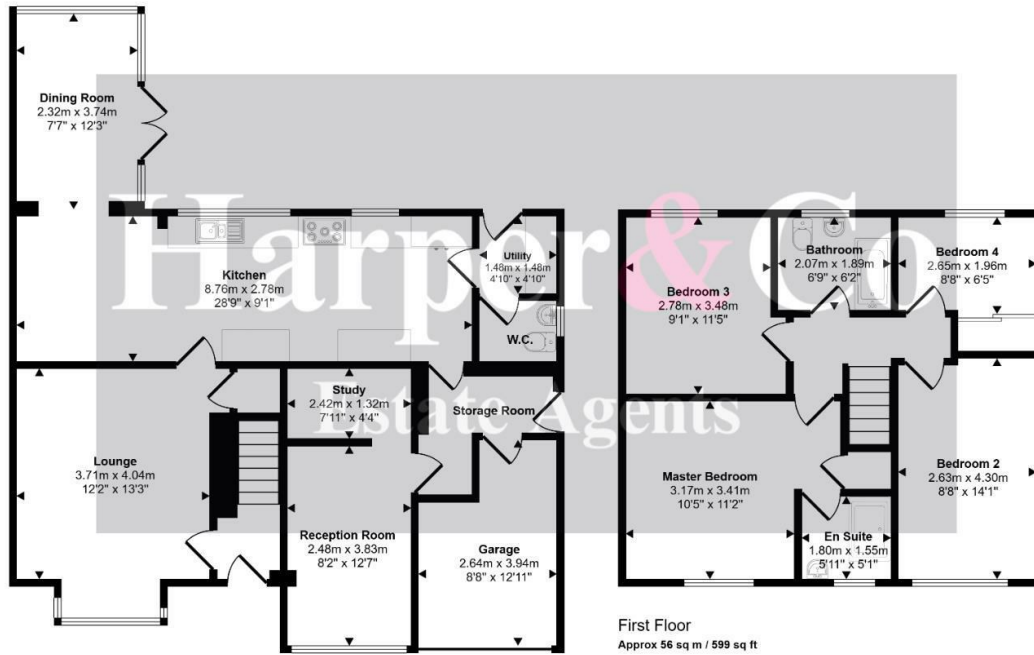 Dining Room
2.32m x 3.74m
7'7" x 12'3"
Harper & Co
Estate Agents
Kitchen
8.76m x 2.78m
28'9" x 9'1"
Utility
1.48m x 1.48m
4'10" x 4'10"
W.C.
Study
2.42m x 1.32m
7'11" x 4'4"
Storage Room
Lounge
3.71m x 4.04m
12'2" x 13'3"
Reception Room
2.48m x 3.83m
8'2" x 12'7"
Garage
2.64m x 3.94m
8'8" x 12'11"
Bedroom 3
2.78m x 3.48m
9'1" x 11'5"
Bathroom
2.07m x 1.89m
6'9" x 6'2"
Bedroom 4
2.65m x 1.96m
8'8" x 6'5"
Master Bedroom
3.17m x 3.41m
10'5" x 11'2"
Bedroom 2
2.63m x 4.30m
8'8" x 14'1"
En Suite
1.80m x 1.55m
5'11" x 5'1"
First Floor
Approx 56 sq m / 599 sq ft